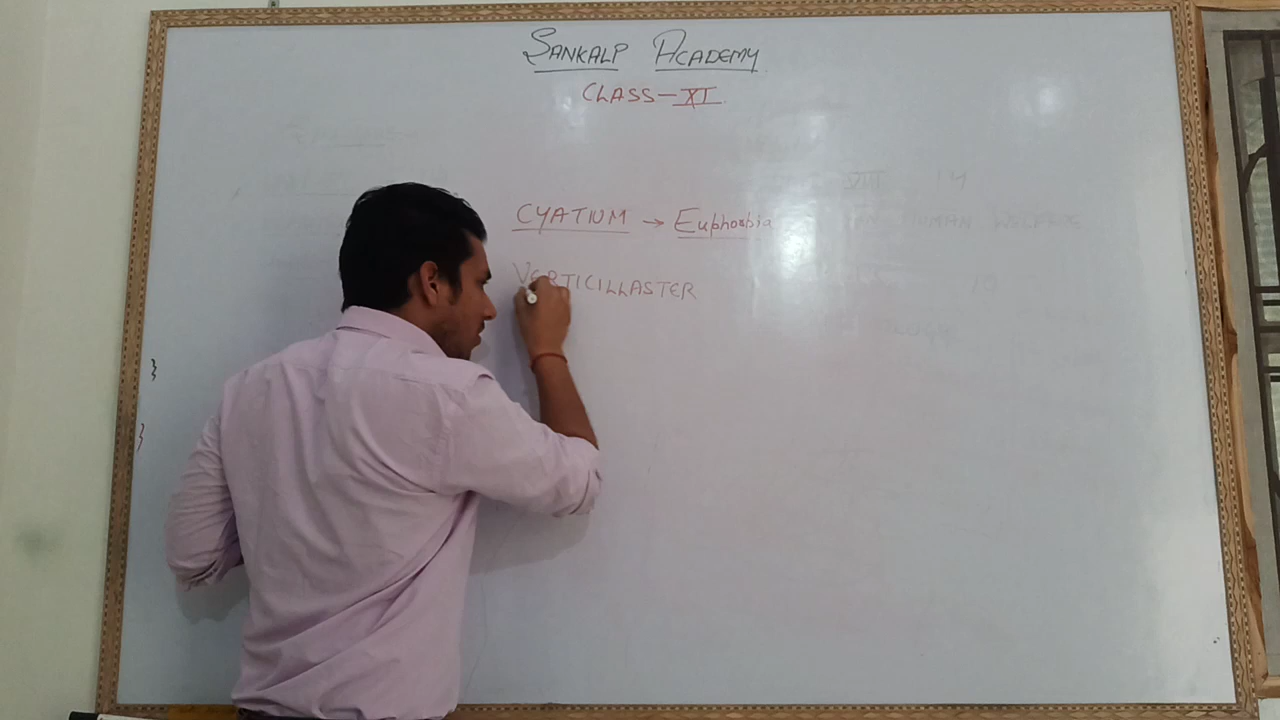 SANKALP ACADEMY
CLASS-XI
CYATIUM → Euphorbia
VERTICILLASTER